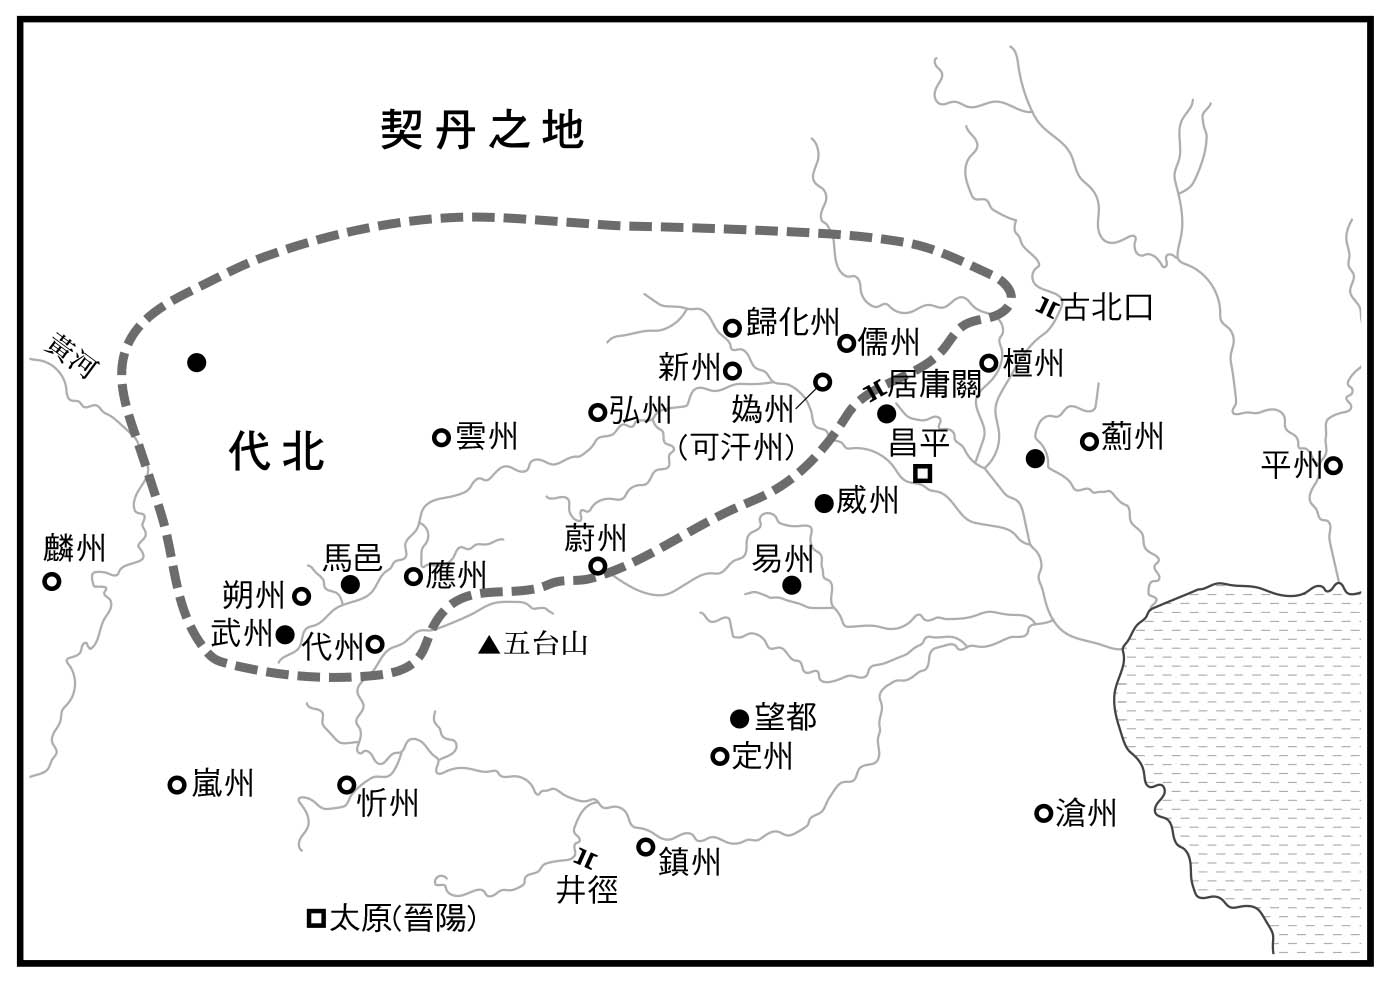 契丹之地
古北口
歸化州
儒州
黃河
檀州
新州
居庸關
弘州
媯州
(可汗州)
雲州
代北
昌平
薊州
平州
威州
蔚州
麟州
馬邑
易州
應州
朔州
武州
代州
五台山
望都
定州
嵐州
忻州
滄州
鎮州
井徑
太原(晉陽)